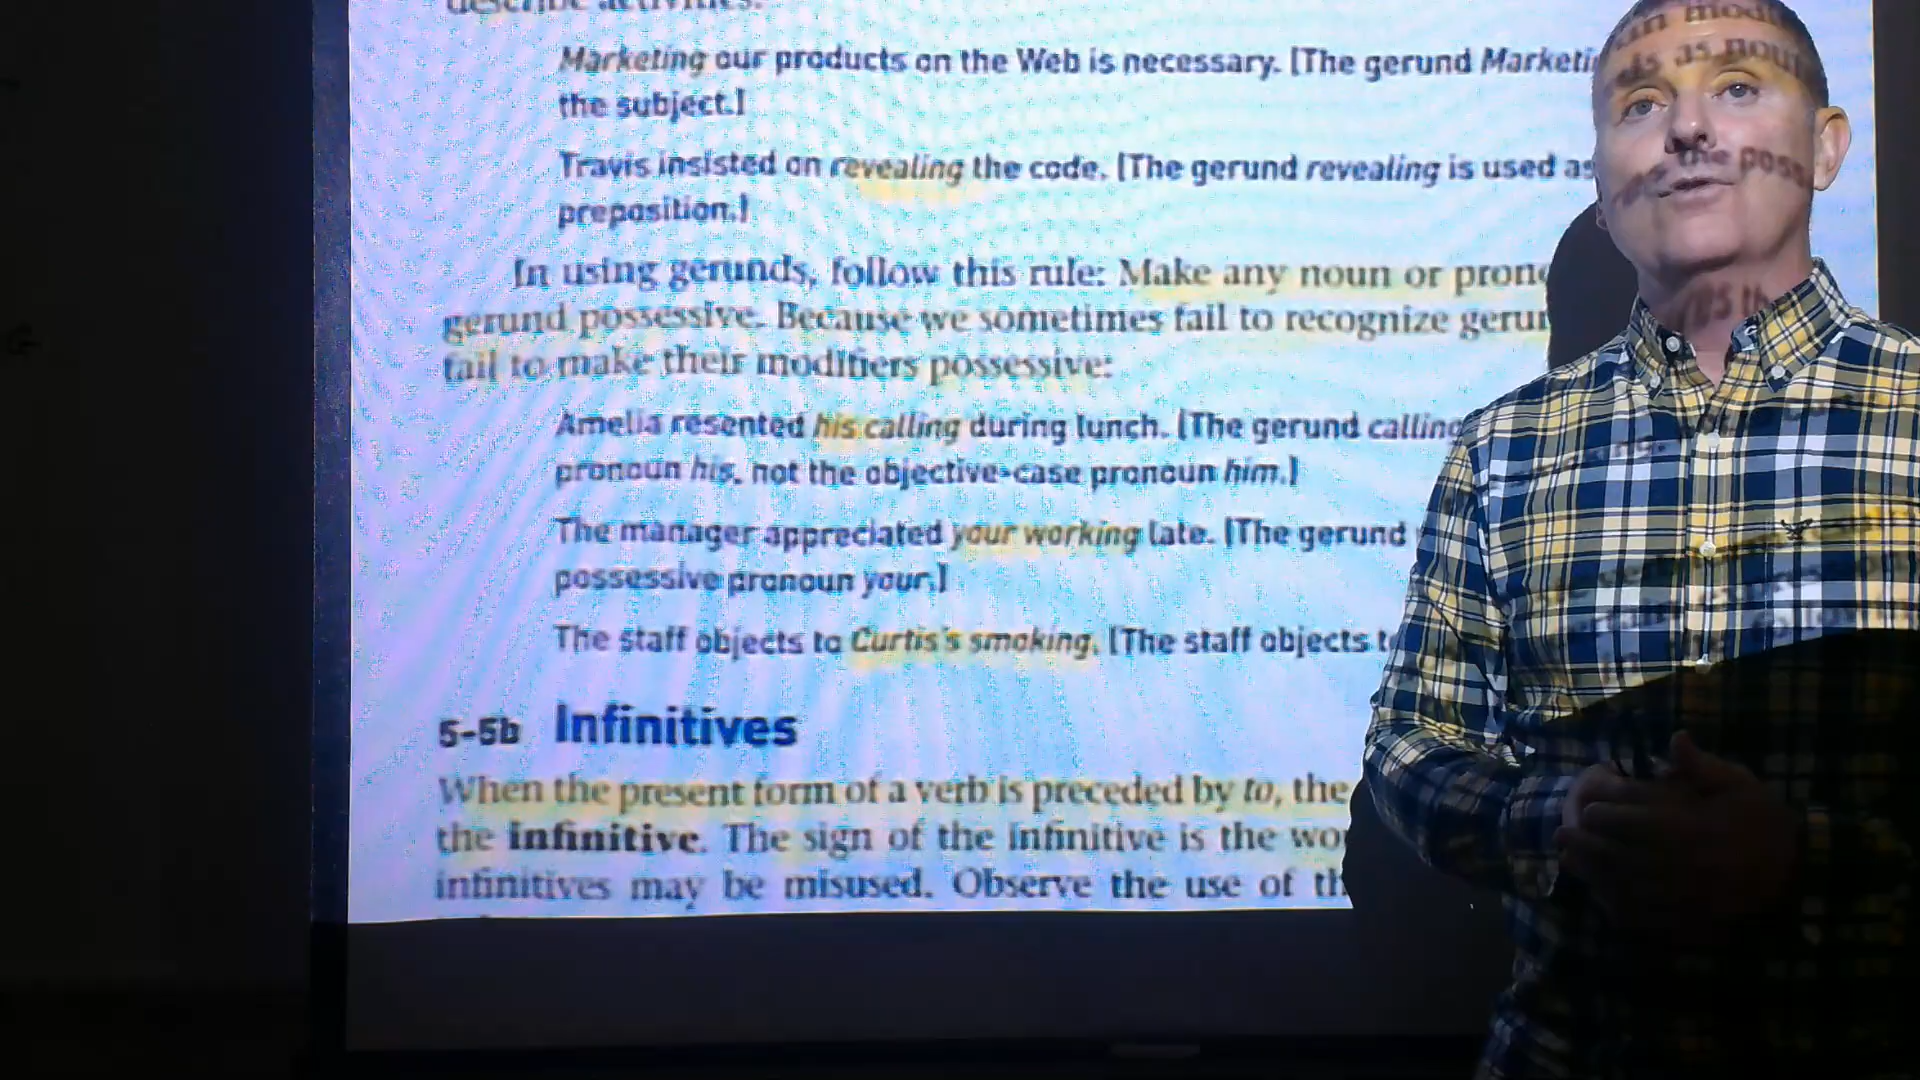 describe activities.
Marketing our products on the Web is necessary. [The gerund
the subject.]
Travis insisted on revealing the code. [The gerund revealing is used as
preposition.]
In using gerunds, follow this rule: Make any noun or
gerund possessive. Because we sometimes fail to recognize
fail to make their modifiers possessive:
Amelia resented his calling during lunch. [The gerund calling
pronoun his, not the objective-case pronoun him.]
The manager appreciated your working late. [The gerund
possessive pronoun your.]
The staff objects to Curtis's smoking. [The staff objects to
5-5b Infinitives
When the present form of a verb is preceded by to, the
the infinitive. The sign of the infinitive is the
infinitives may be misused. Observe the use of